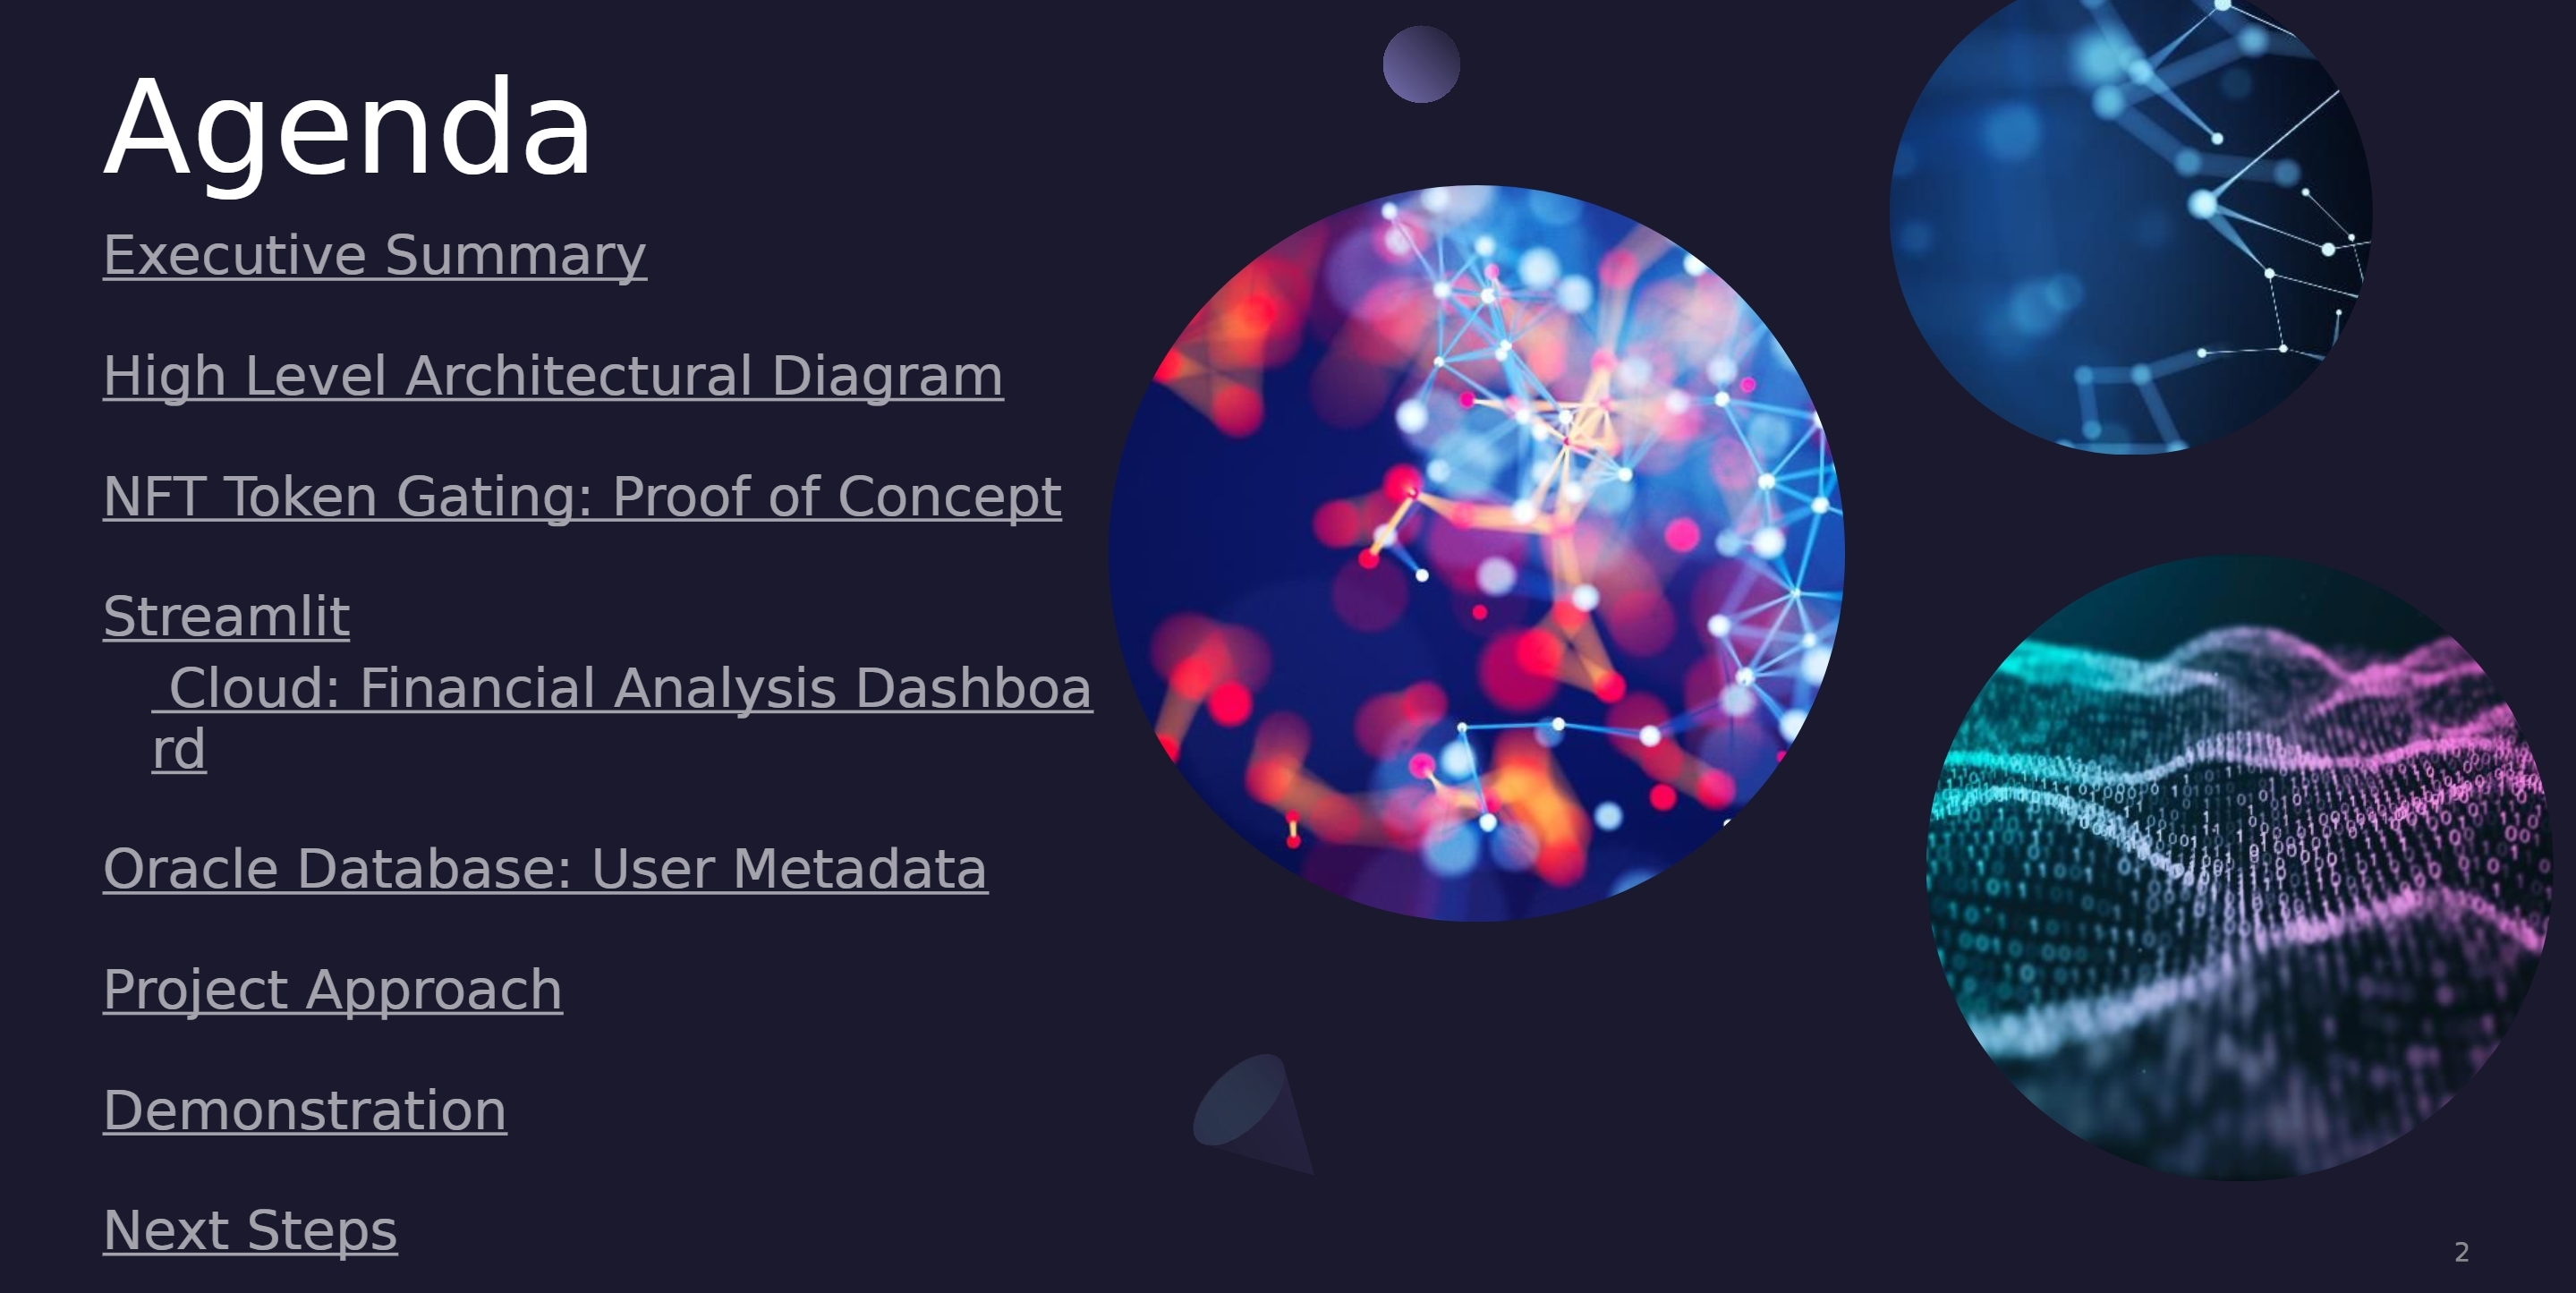 Agenda
Executive Summary
High Level Architectural Diagram
NFT Token Gating: Proof of Concept
Streamlit
Cloud: Financial Analysis Dashboa
rd
Oracle Database: User Metadata
Project Approach
Demonstration
Next Steps
2